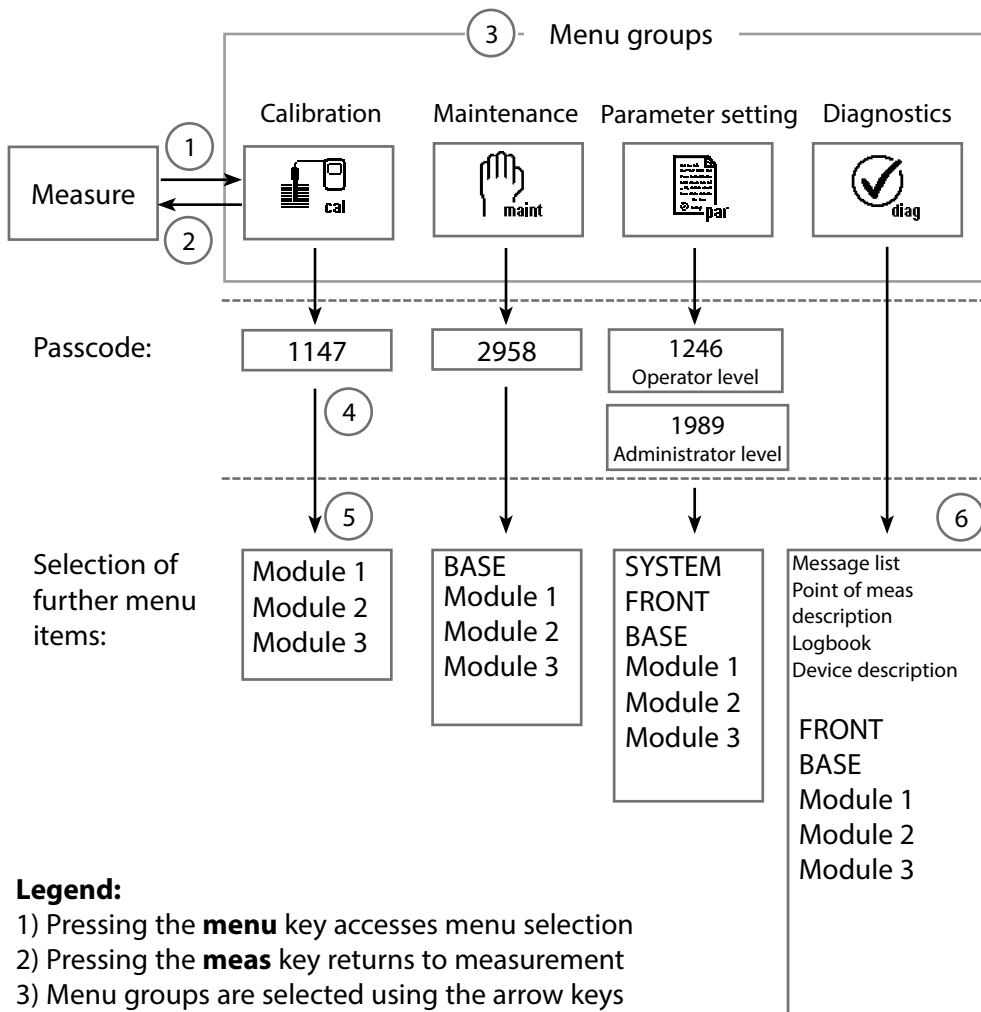 3 Menu groups
Calibration Maintenance Parameter setting Diagnostics
1
Measure
cal maint par diag
2
Passcode: 1147 2958 1246
Operator level
4
1989
Administrator level
5 6
Selection of
further menu
items:
Module 1
Module 2
Module 3
BASE
Module 1
Module 2
Module 3
SYSTEM
FRONT
BASE
Module 1
Module 2
Module 3
Message list
Point of meas
description
Logbook
Device description
FRONT
BASE
Module 1
Module 2
Module 3
Legend:
1) Pressing the menu key accesses menu selection
2) Pressing the meas key returns to measurement
3) Menu groups are selected using the arrow keys